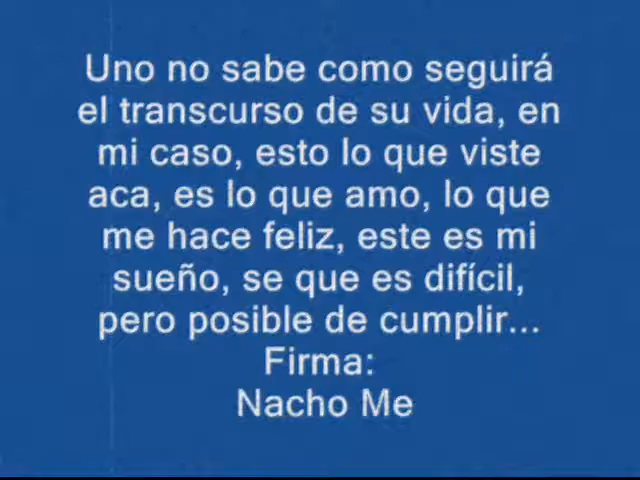 Uno no sabe como seguirá
el transcurso de su vida, en
mi caso, esto lo que viste
aca, es lo que amo, lo que
me hace feliz, este es mi
sueño, se que es difícil,
pero posible de cumplir...
Firma:
Nacho Me